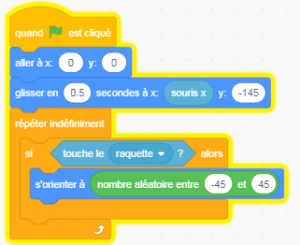 quand est cliqué
aller à x: 0 y: 0
glisser en 0.5 secondes à x: souris x y: -145
répéter indéfiniment
si touche le raquette ? alors
s'orienter à nombre aléatoire entre -45 et 45